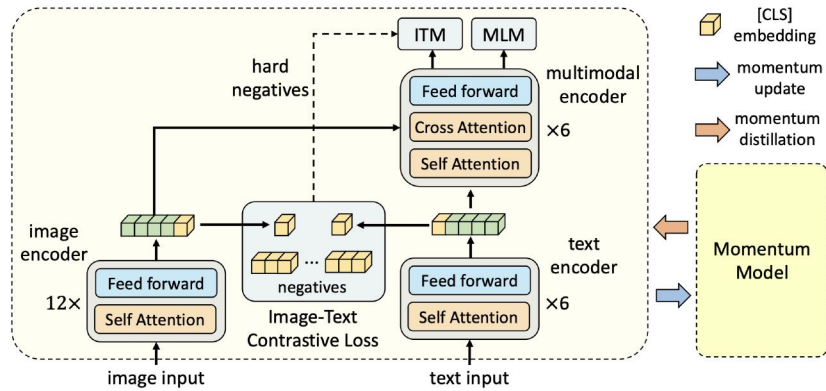 ITM
MLM
hard
negatives
Feed forward
Cross Attention
Self Attention
multimodal
encoder
×6
[CLS]
embedding
momentum
update
momentum
distillation
image
encoder
12×
Feed forward
Self Attention
...
negatives
Image-Text
Contrastive Loss
text
encoder
Feed forward
Self Attention
×6
Momentum
Model
image input
text input